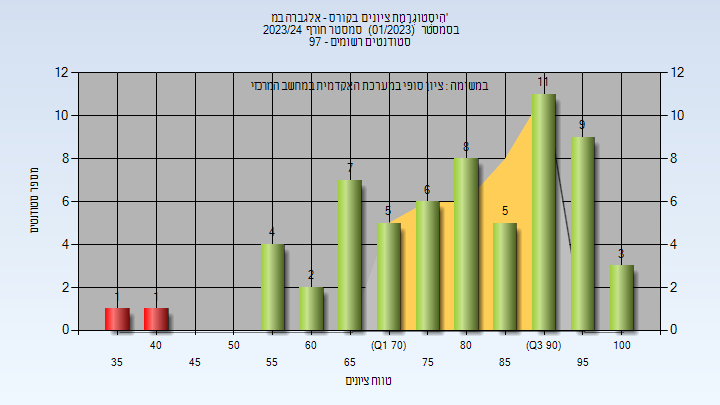 היסטוגרמת ציונים בקורס - אלגברה במ'
בסמסטר (01/2023) סמסטר חורף 2023/24
סטודנטים רשומים - 97
במשימה : ציון סופי במערכת האקדמית במחשב המרכזי
12 12
10 10
8 8
6 6
4 4
2 2
0 0
מספר סטודנטים
1 1 4 2 7 5 6 8 5 11 9 3
40 50 60 (Q1 70) 80 (Q3 90) 100
35 45 55 65 75 85 95
טווח ציונים